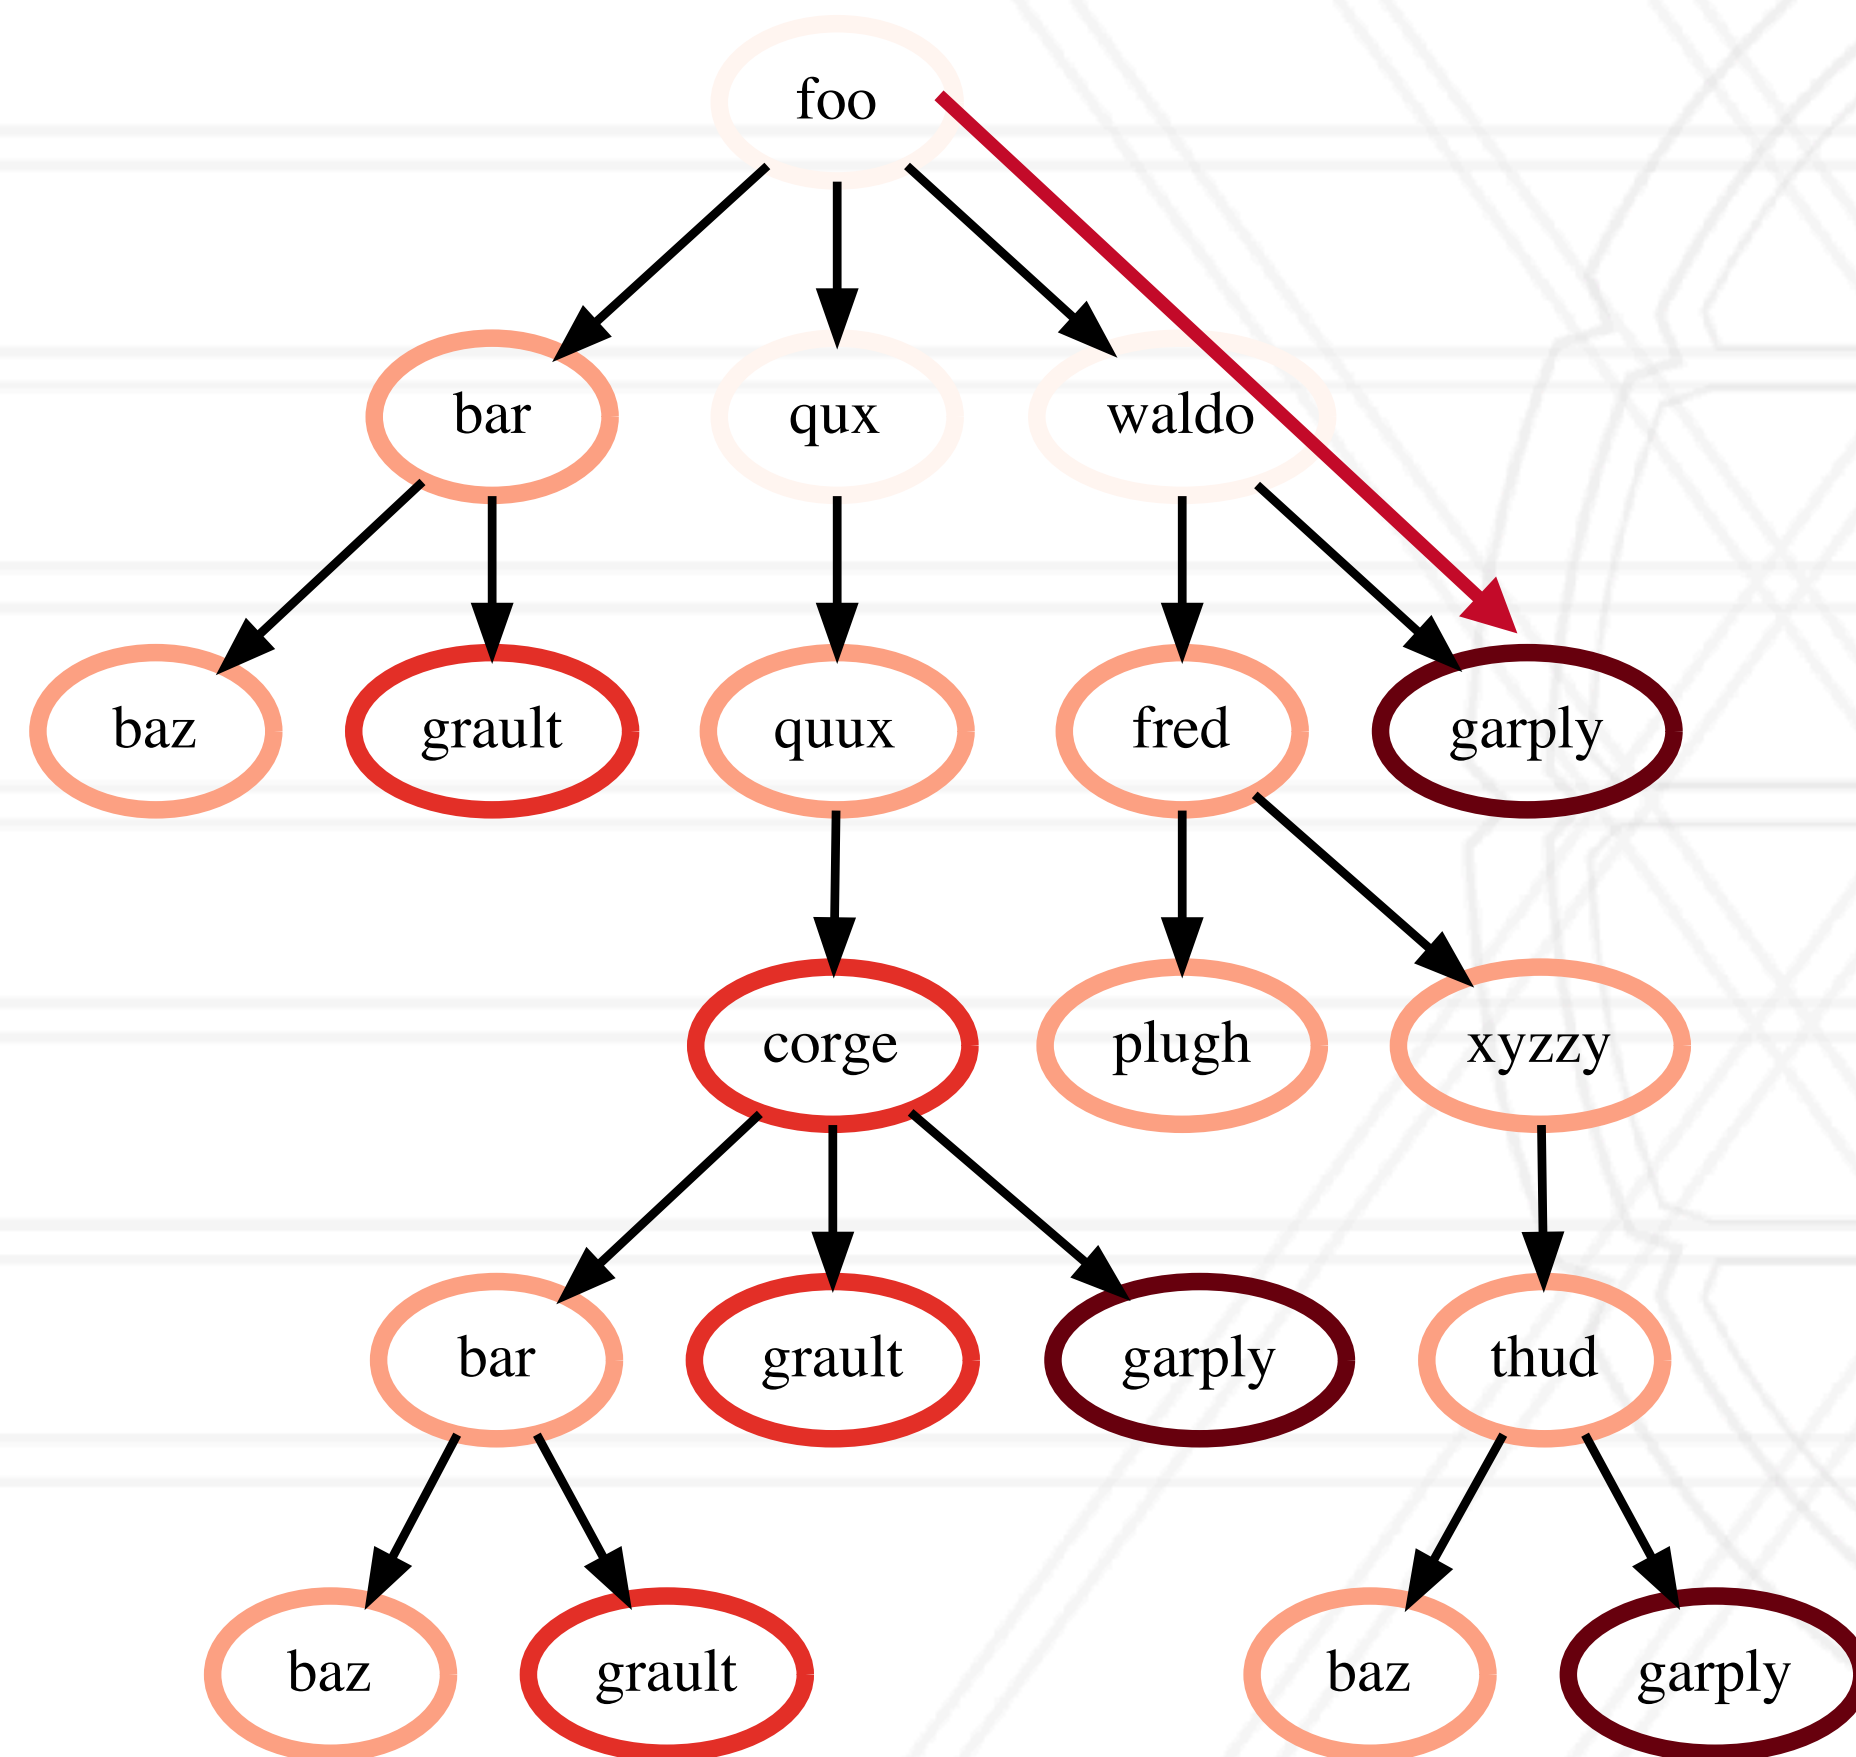 foo
bar
qux
waldo
baz
grault
quux
fred
garply
corge
plugh
xyzzy
bar
grault
garply
thud
baz
grault
baz
garply